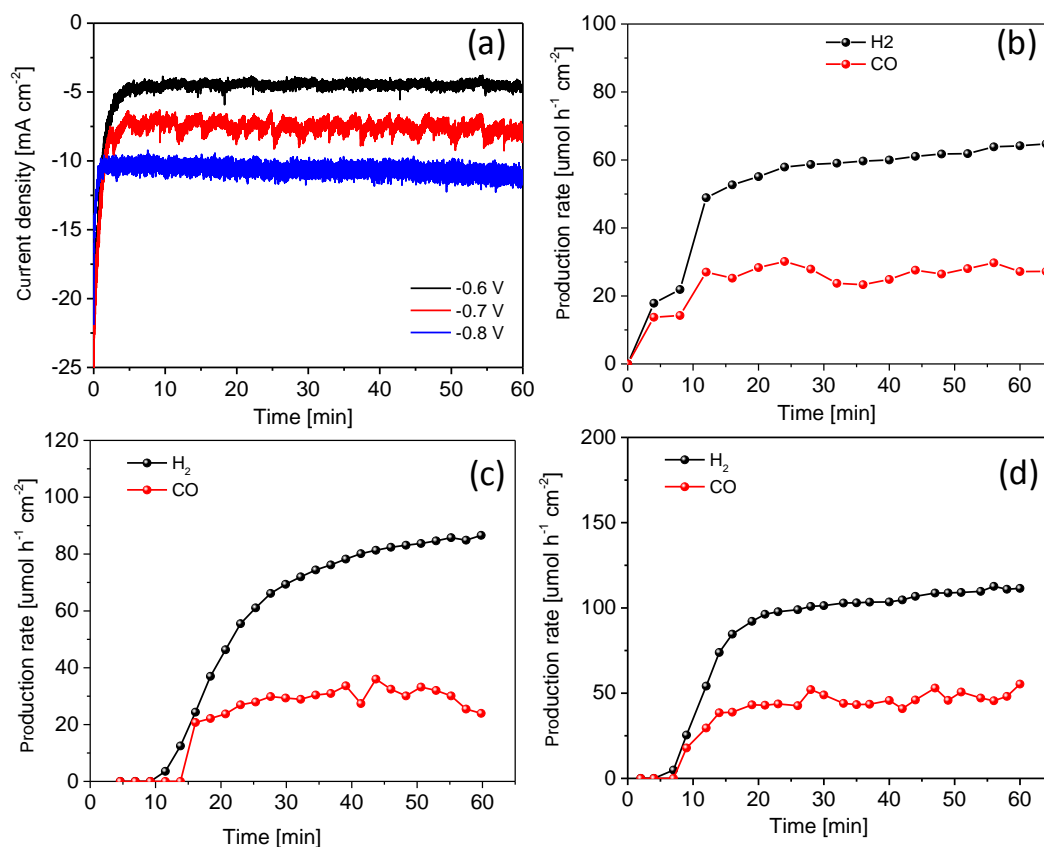 (a)
0
-5
-10
-15
-20
-25
Current density [mA cm⁻²]
-0.6 V
-0.7 V
-0.8 V
0 10 20 30 40 50 60
Time [min]
(b)
H2
CO
100
80
60
40
20
0
Production rate [umol h⁻¹ cm⁻²]
0 10 20 30 40 50 60
Time [min]
(c)
H₂
CO
120
100
80
60
40
20
0
Production rate [umol h⁻¹ cm⁻²]
0 10 20 30 40 50 60
Time [min]
(d)
H₂
CO
200
150
100
50
0
Production rate [umol h⁻¹ cm⁻²]
0 10 20 30 40 50 60
Time [min]